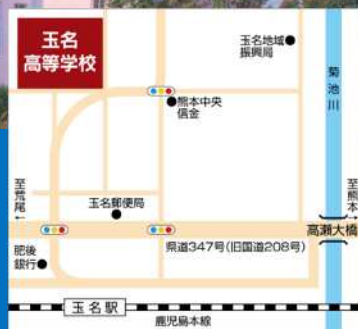 玉名
高等学校
玉名地域
振興局
菊池川
熊本中央
信金
至荒尾
玉名郵便局
至熊本
高瀬大橋
肥後
銀行
県道347号(旧国道208号)
玉名駅
鹿児島本線